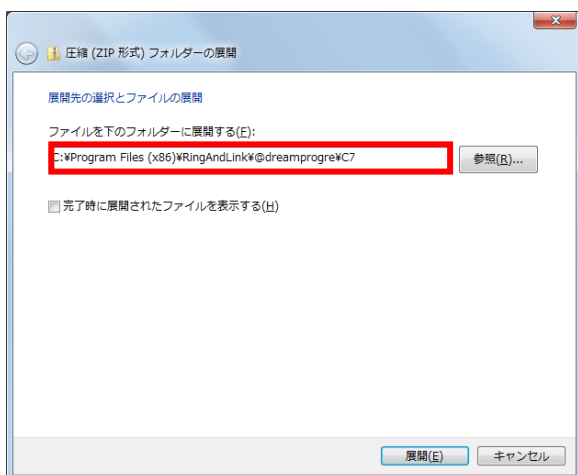 圧縮 (ZIP 形式) フォルダーの展開
展開先の選択とファイルの展開
ファイルを下のフォルダーに展開する(F):
C:¥Program Files (x86)¥RingAndLink¥@dreamprogre¥C7
参照(R)...
完了時に展開されたファイルを表示する(H)
展開(E)
キャンセル